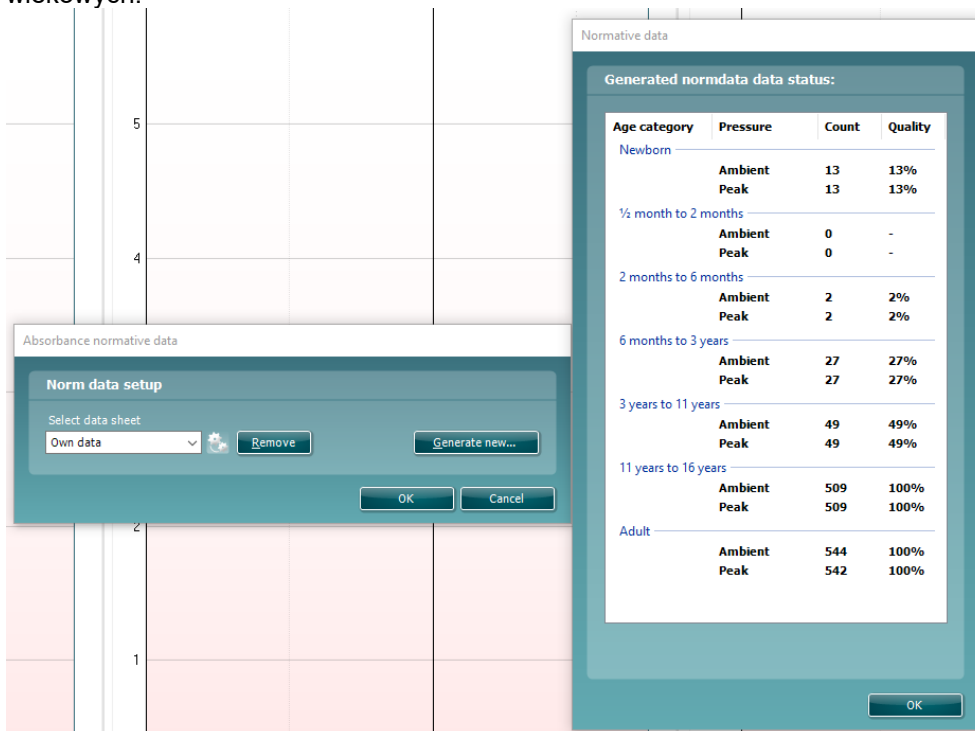 wiekowych.
5
4
2
1
Absorbance normative data
Norm data setup
Select data sheet
Own data
Remove
Generate new...
OK
Cancel
Normative data
Generated normdata data status:
Age category Pressure Count Quality
Newborn
Ambient 13 13%
Peak 13 13%
½ month to 2 months
Ambient 0 -
Peak 0 -
2 months to 6 months
Ambient 2 2%
Peak 2 2%
6 months to 3 years
Ambient 27 27%
Peak 27 27%
3 years to 11 years
Ambient 49 49%
Peak 49 49%
11 years to 16 years
Ambient 509 100%
Peak 509 100%
Adult
Ambient 544 100%
Peak 542 100%
OK